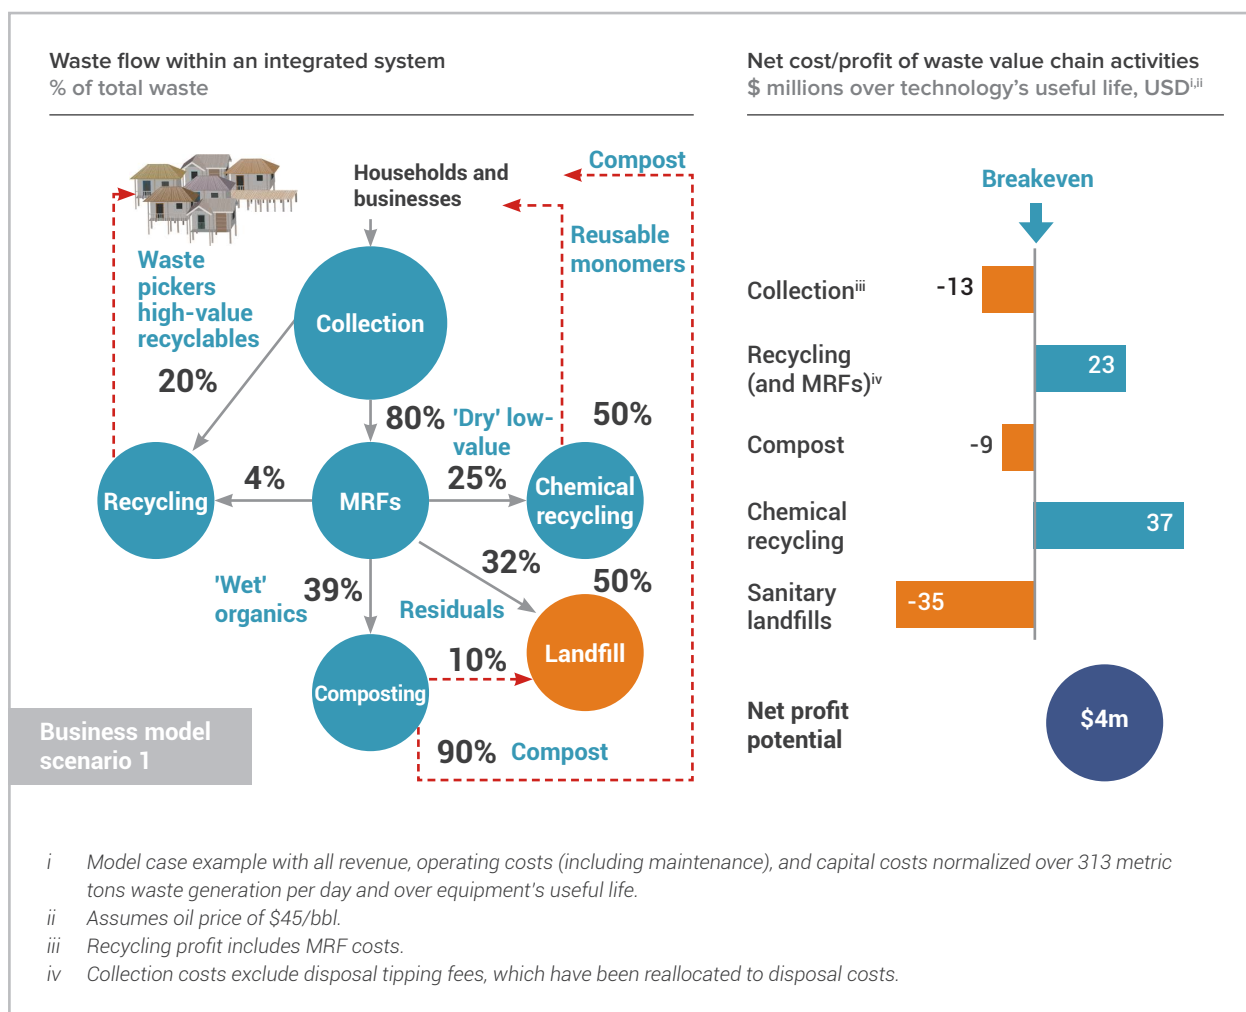 Waste flow within an integrated system
% of total waste
Households and
businesses
Compost
Reusable
monomers
Waste
pickers
high-value
recyclables
Collection
20%
80%
'Dry' low-
value
50%
Recycling
4%
MRFs
25%
Chemical
recycling
'Wet'
organics
39%
32%
50%
Residuals
Landfill
10%
Composting
90% Compost
Business model
scenario 1
Net cost/profit of waste value chain activities
$ millions over technology's useful life, USDi,ii
Breakeven
Collectioniii
-13
Recycling
(and MRFs)iv
23
Compost
-9
Chemical
recycling
37
Sanitary
landfills
-35
Net profit
potential
$4m
i Model case example with all revenue, operating costs (including maintenance), and capital costs normalized over 313 metric
tons waste generation per day and over equipment's useful life.
ii Assumes oil price of $45/bbl.
iii Recycling profit includes MRF costs.
iv Collection costs exclude disposal tipping fees, which have been reallocated to disposal costs.